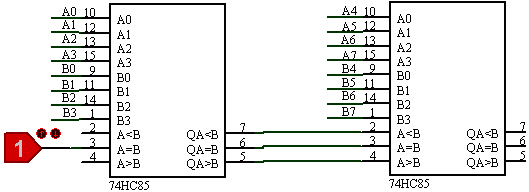 A0 10 A0
A1 12 A1
A2 13 A2
A3 15 A3
B0 9 B0
B1 11 B1
B2 14 B2
B3 1 B3
2 A<B QA<B 7
1 3 A=B QA=B 6
4 A>B QA>B 5
74HC85
A4 10 A0
A5 12 A1
A6 13 A2
A7 15 A3
B4 9 B0
B5 11 B1
B6 14 B2
B7 1 B3
2 A<B QA<B 7
3 A=B QA=B 6
4 A>B QA>B 5
74HC85